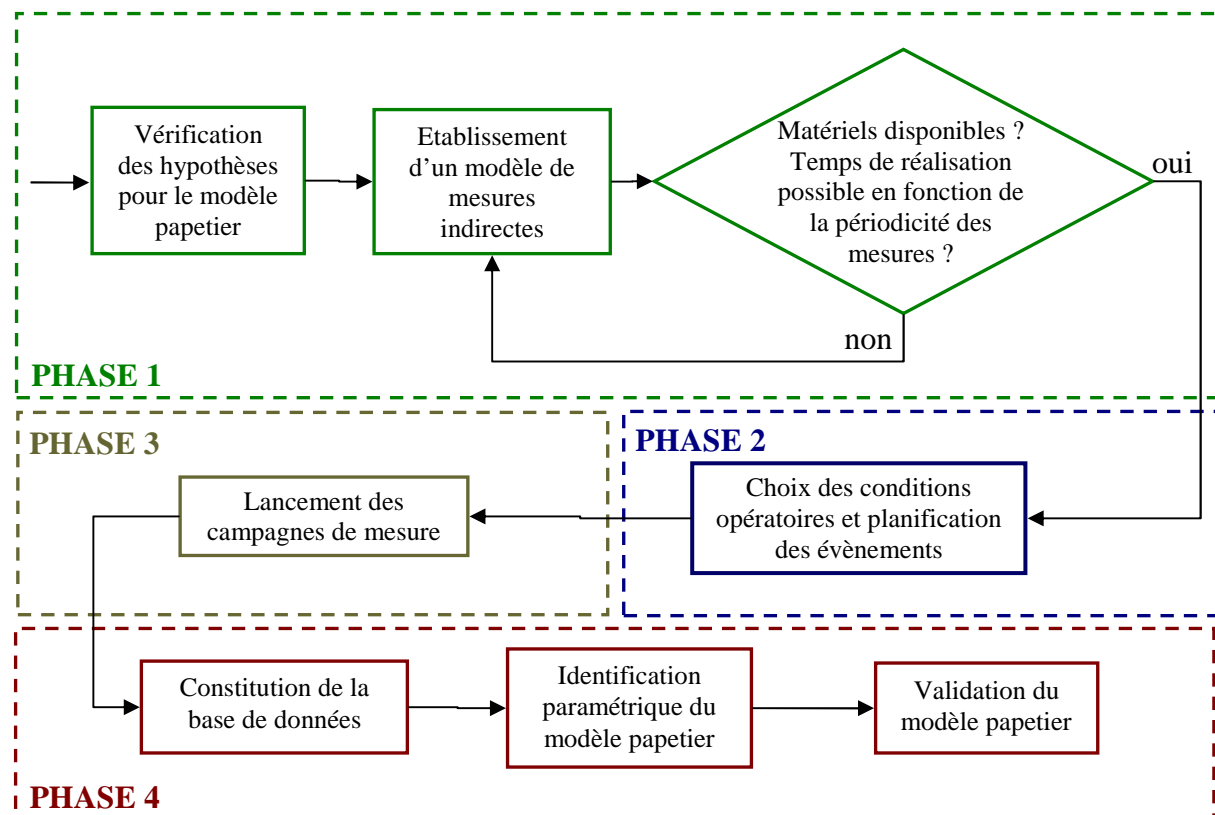 Vérification
des hypothèses
pour le modèle
papetier
Etablissement
d'un modèle de
mesures
indirectes
Matériels disponibles ?
Temps de réalisation
possible en fonction de
la périodicité des
mesures ?
oui
non
PHASE 1
PHASE 2
Choix des conditions
opératoires et planification
des évènements
PHASE 3
Lancement des
campagnes de mesure
Constitution de la
base de données
Identification
paramétrique du
modèle papetier
Validation du
modèle papetier
PHASE 4